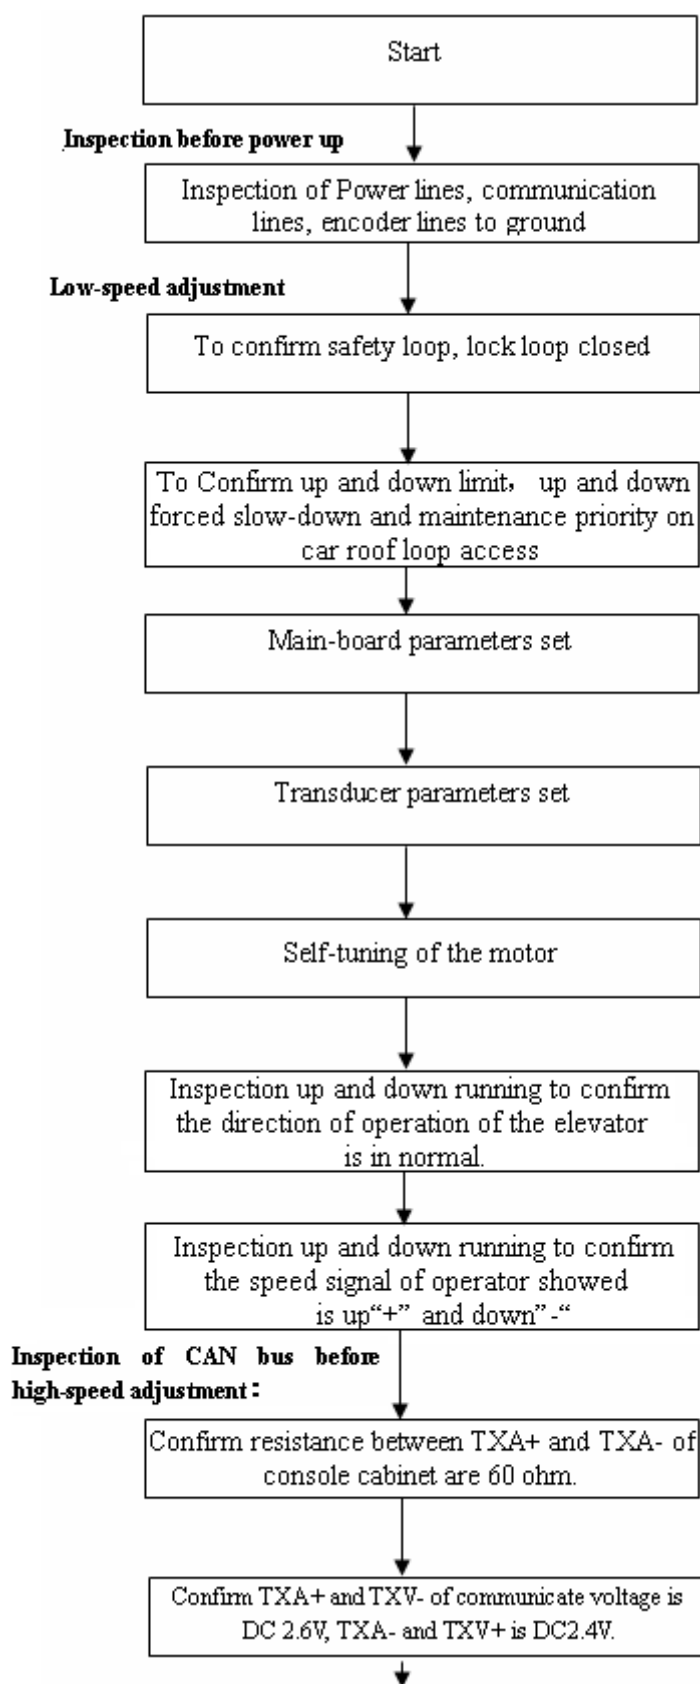 Start
Inspection before power up
Inspection of Power lines, communication
lines, encoder lines to ground
Low-speed adjustment
To confirm safety loop, lock loop closed
To Confirm up and down limit， up and down
forced slow-down and maintenance priority on
car roof loop access
Main-board parameters set
Transducer parameters set
Self-tuning of the motor
Inspection up and down running to confirm
the direction of operation of the elevator
is in normal.
Inspection up and down running to confirm
the speed signal of operator showed
is up“+” and down”-“
Inspection of CAN bus before
high-speed adjustment：
Confirm resistance between TXA+ and TXA- of
console cabinet are 60 ohm.
Confirm TXA+ and TXV- of communicate voltage is
DC 2.6V, TXA- and TXV+ is DC2.4V.